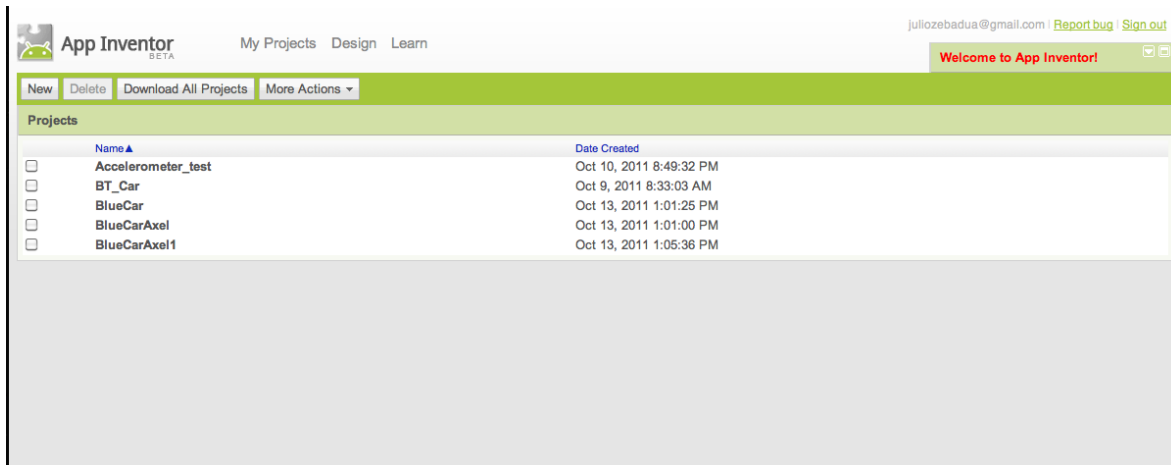 juliozebadua@gmail.com | Report bug | Sign out
App Inventor
BETA
My Projects Design Learn
Welcome to App Inventor!
New Delete Download All Projects More Actions
Projects
Name▲ Date Created
Accelerometer_test Oct 10, 2011 8:49:32 PM
BT_Car Oct 9, 2011 8:33:03 AM
BlueCar Oct 13, 2011 1:01:25 PM
BlueCarAxel Oct 13, 2011 1:01:00 PM
BlueCarAxel1 Oct 13, 2011 1:05:36 PM